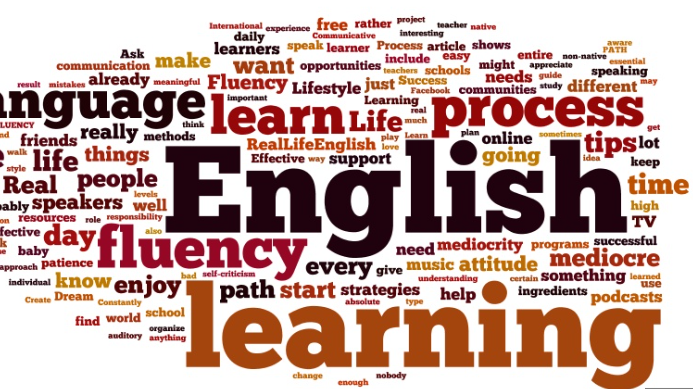 International experience free rather project teacher native
daily Communicative interesting aware
Ask learners speak learner Process article shows PATH
communication make want opportunities include easy entire non-native essential
result mistakes already meaningful Fluency Lifestyle teachers schools might appreciate speaking
just Success needs guide different may
Facebook communities study
anguage important learn Learning process
FLUENCY think Life real much get
friends really methods RealLifeEnglish play Learn plan online sometimes tips lot
love
walk life things Effective way support English going idea keep
Real people levels time
speakers well high
resources role responsibility also TV
day fluency need mediocrity programs successful
baby patience every give music attitude mediocre
approach
individual know enjoy bad self-criticism understanding certain something learned
use
Create Dream Constantly path start strategies help ingredients podcasts
absolute type
find world school learning
auditory organize
anything
change nobody
enough